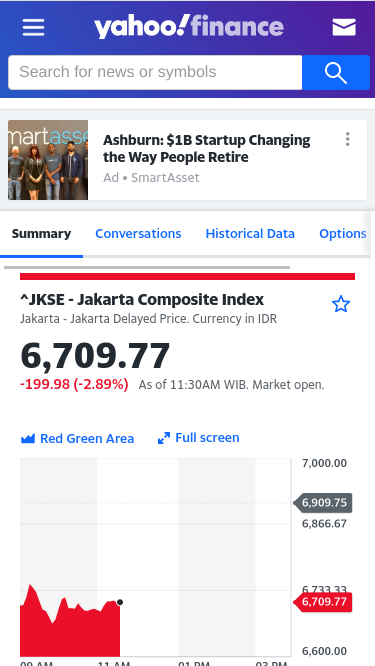 yahoo!finance
Search for news or symbols
martasset
Ashburn: $1B Startup Changing
the Way People Retire
Ad • SmartAsset
Summary Conversations Historical Data Options
^JKSE - Jakarta Composite Index
Jakarta - Jakarta Delayed Price. Currency in IDR
6,709.77
-199.98 (-2.89%) As of 11:30AM WIB. Market open.
Red Green Area Full screen
7,000.00
6,909.75
6,866.67
6,733.33
6,709.77
6,600.00
09 AM 11 AM 01 PM 03 PM